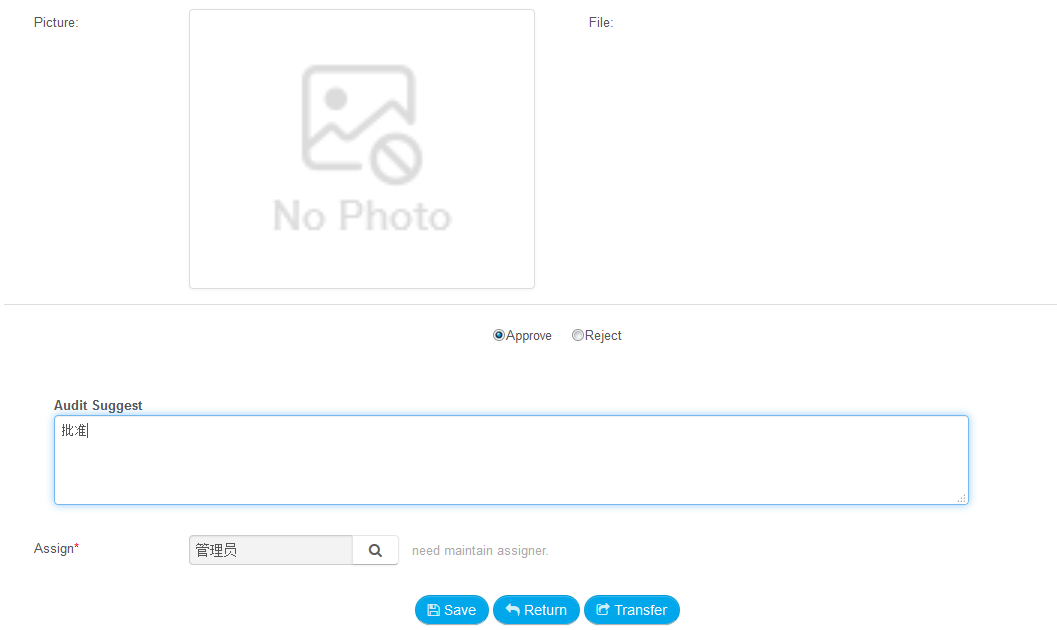 Picture:
File:
No Photo
Approve Reject
Audit Suggest
批准
Assign*
管理员
need maintain assigner.
Save Return Transfer